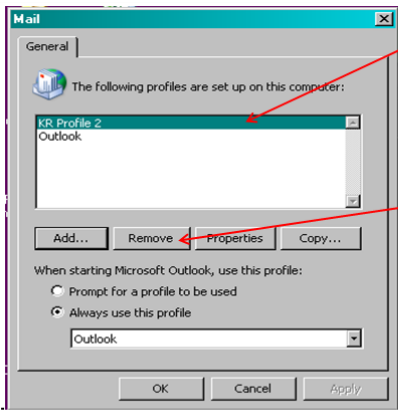 Mail
General
The following profiles are set up on this computer:
KR Profile 2
Outlook
Add... Remove Properties Copy...
When starting Microsoft Outlook, use this profile:
Prompt for a profile to be used
Always use this profile
Outlook
OK Cancel Apply